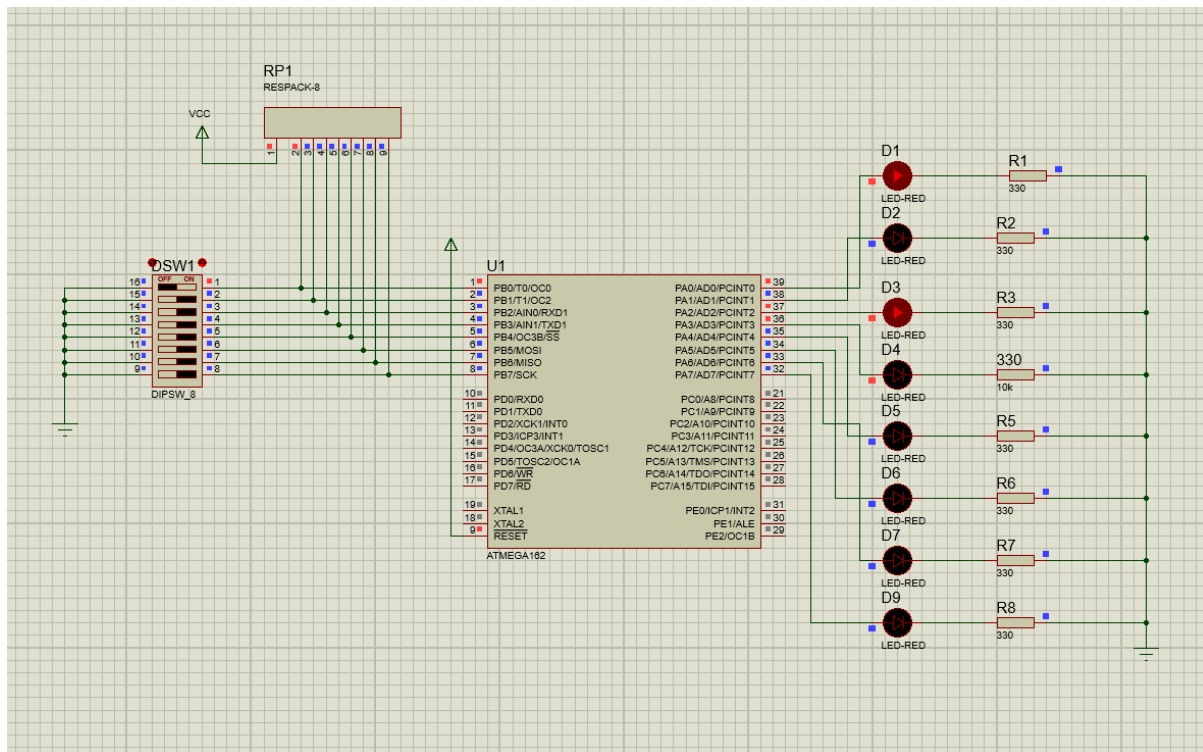 RP1
RESPACK-8
VCC
1
2
3
4
5
6
7
8
9
DSW1
OFF ON
16 1
15 2
14 3
13 4
12 5
11 6
10 7
9 8
DIPSW_8
U1
1 PB0/T0/OC0 PA0/AD0/PCINT0 39
2 PB1/T1/OC2 PA1/AD1/PCINT1 38
3 PB2/AIN0/RXD1 PA2/AD2/PCINT2 37
4 PB3/AIN1/TXD1 PA3/AD3/PCINT3 36
5 PB4/OC3B/SS PA4/AD4/PCINT4 35
6 PB5/MOSI PA5/AD5/PCINT5 34
7 PB6/MISO PA6/AD6/PCINT6 33
8 PB7/SCK PA7/AD7/PCINT7 32
10 PD0/RXD0 PC0/A8/PCINT8 21
11 PD1/TXD0 PC1/A9/PCINT9 22
12 PD2/XCK1/INT0 PC2/A10/PCINT10 23
13 PD3/ICP3/INT1 PC3/A11/PCINT11 24
14 PD4/OC3A/XCK0/TOSC1 PC4/A12/TCK/PCINT12 25
15 PD5/TOSC2/OC1A PC5/A13/TMS/PCINT13 26
16 PD6/WR PC6/A14/TDO/PCINT14 27
17 PD7/RD PC7/A15/TDI/PCINT15 28
19 XTAL1 PE0/ICP1/INT2 31
18 XTAL2 PE1/ALE 30
9 RESET PE2/OC1B 29
ATMEGA162
D1 R1
LED-RED 330
D2 R2
LED-RED 330
D3 R3
LED-RED 330
D4 330
LED-RED 10k
D5 R5
LED-RED 330
D6 R6
LED-RED 330
D7 R7
LED-RED 330
D9 R8
LED-RED 330